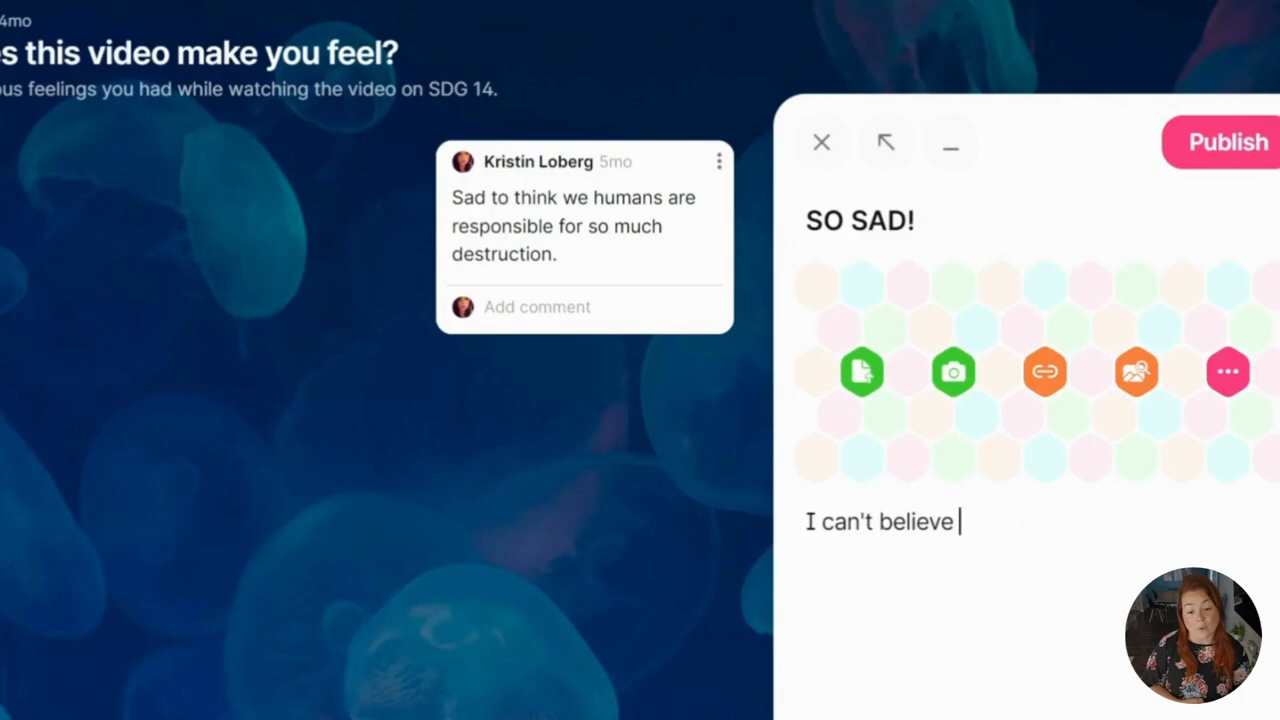 4mo
s this video make you feel?
ous feelings you had while watching the video on SDG 14.
Kristin Loberg 5mo
Sad to think we humans are
responsible for so much
destruction.
Add comment
Publish
SO SAD!
I can't believe